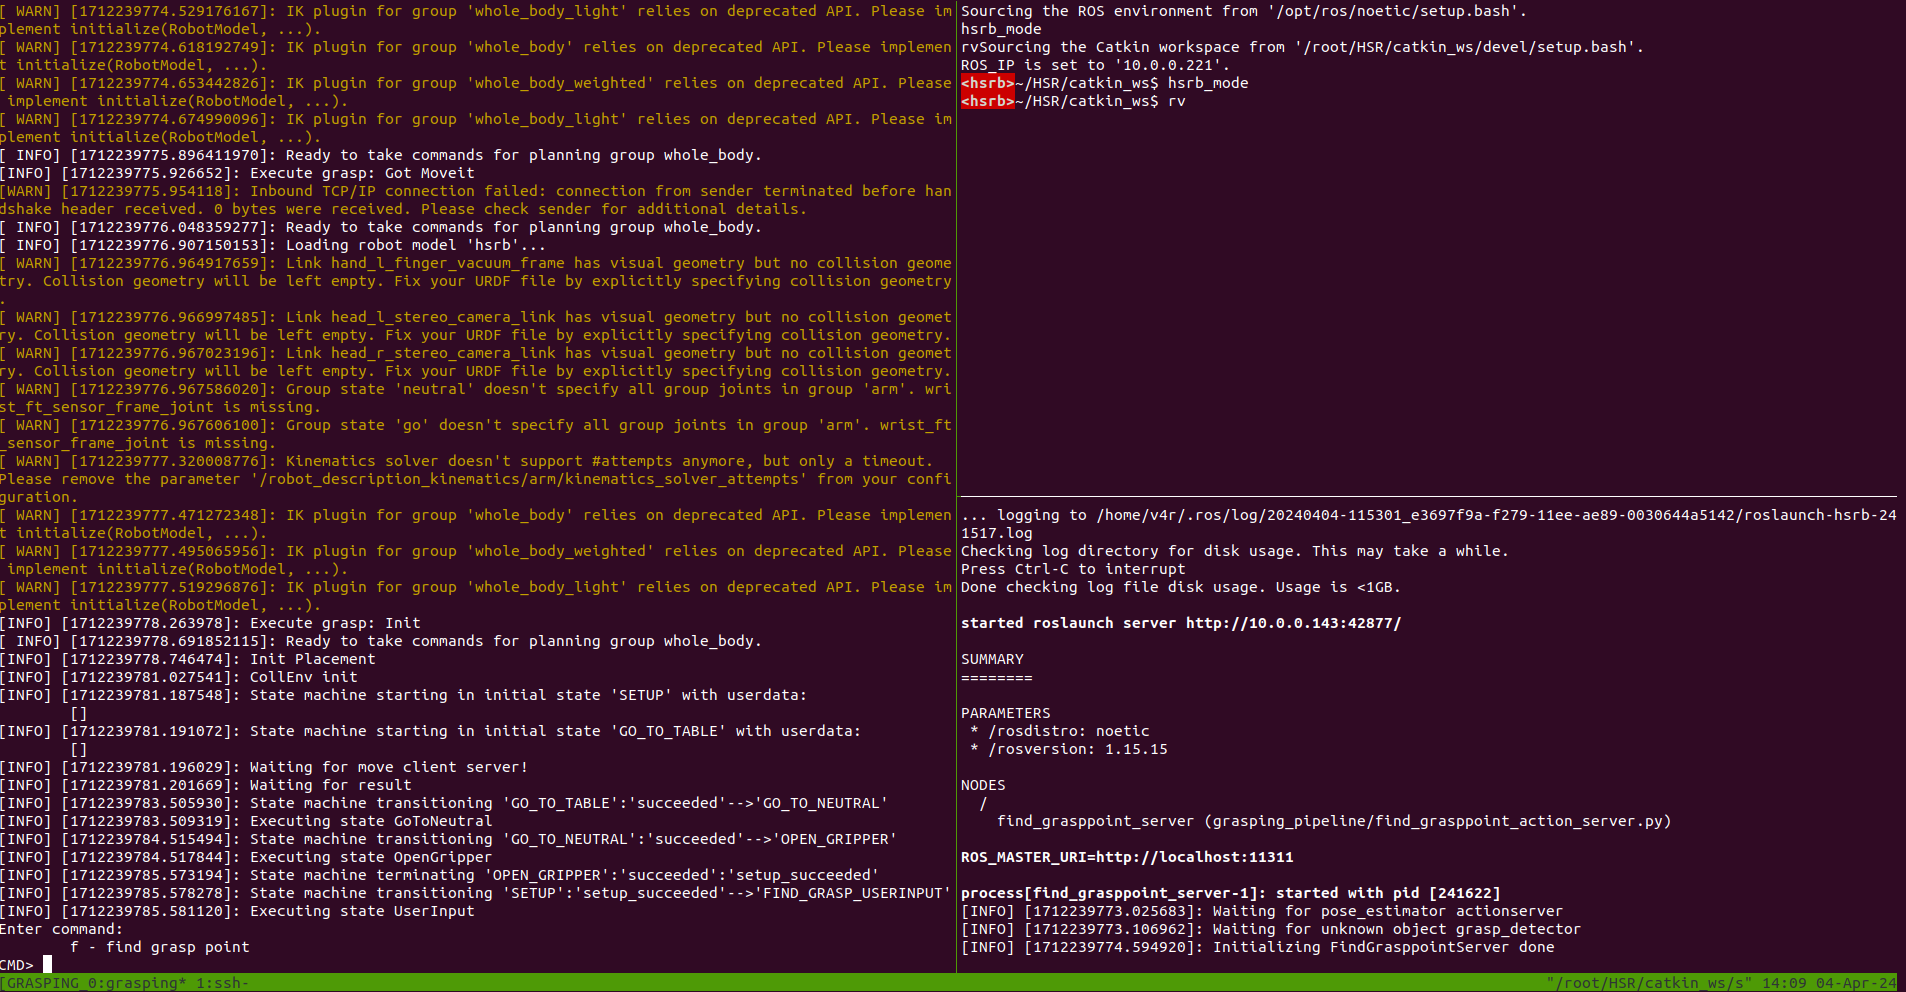 [ WARN] [1712239774.529176167]: IK plugin for group 'whole_body_light' relies on deprecated API. Please im
plement initialize(RobotModel, ...).
[ WARN] [1712239774.618192749]: IK plugin for group 'whole_body' relies on deprecated API. Please implemen
t initialize(RobotModel, ...).
[ WARN] [1712239774.653442826]: IK plugin for group 'whole_body_weighted' relies on deprecated API. Please
 implement initialize(RobotModel, ...).
[ WARN] [1712239774.674990096]: IK plugin for group 'whole_body_light' relies on deprecated API. Please im
plement initialize(RobotModel, ...).
[ INFO] [1712239775.896411970]: Ready to take commands for planning group whole_body.
[INFO] [1712239775.926652]: Execute grasp: Got Moveit
[WARN] [1712239775.954118]: Inbound TCP/IP connection failed: connection from sender terminated before han
dshake header received. 0 bytes were received. Please check sender for additional details.
[ INFO] [1712239776.048359277]: Ready to take commands for planning group whole_body.
[ INFO] [1712239776.907150153]: Loading robot model 'hsrb'...
[ WARN] [1712239776.964917659]: Link hand_l_finger_vacuum_frame has visual geometry but no collision geome
try. Collision geometry will be left empty. Fix your URDF file by explicitly specifying collision geometry
.
[ WARN] [1712239776.966997485]: Link head_l_stereo_camera_link has visual geometry but no collision geomet
ry. Collision geometry will be left empty. Fix your URDF file by explicitly specifying collision geometry.
[ WARN] [1712239776.967023196]: Link head_r_stereo_camera_link has visual geometry but no collision geomet
ry. Collision geometry will be left empty. Fix your URDF file by explicitly specifying collision geometry.
[ WARN] [1712239776.967586020]: Group state 'neutral' doesn't specify all group joints in group 'arm'. wri
st_ft_sensor_frame_joint is missing.
[ WARN] [1712239776.967606100]: Group state 'go' doesn't specify all group joints in group 'arm'. wrist_ft
_sensor_frame_joint is missing.
[ WARN] [1712239777.320008776]: Kinematics solver doesn't support #attempts anymore, but only a timeout.
Please remove the parameter '/robot_description_kinematics/arm/kinematics_solver_attempts' from your confi
guration.
[ WARN] [1712239777.471272348]: IK plugin for group 'whole_body' relies on deprecated API. Please implemen
t initialize(RobotModel, ...).
[ WARN] [1712239777.495065956]: IK plugin for group 'whole_body_weighted' relies on deprecated API. Please
 implement initialize(RobotModel, ...).
[ WARN] [1712239777.519296876]: IK plugin for group 'whole_body_light' relies on deprecated API. Please im
plement initialize(RobotModel, ...).
[INFO] [1712239778.263978]: Execute grasp: Init
[ INFO] [1712239778.691852115]: Ready to take commands for planning group whole_body.
[INFO] [1712239778.746474]: Init Placement
[INFO] [1712239781.027541]: CollEnv init
[INFO] [1712239781.187548]: State machine starting in initial state 'SETUP' with userdata:
        []
[INFO] [1712239781.191072]: State machine starting in initial state 'GO_TO_TABLE' with userdata:
        []
[INFO] [1712239781.196029]: Waiting for move client server!
[INFO] [1712239781.201669]: Waiting for result
[INFO] [1712239783.505930]: State machine transitioning 'GO_TO_TABLE':'succeeded'-->'GO_TO_NEUTRAL'
[INFO] [1712239783.509319]: Executing state GoToNeutral
[INFO] [1712239784.515494]: State machine transitioning 'GO_TO_NEUTRAL':'succeeded'-->'OPEN_GRIPPER'
[INFO] [1712239784.517844]: Executing state OpenGripper
[INFO] [1712239785.573194]: State machine terminating 'OPEN_GRIPPER':'succeeded':'setup_succeeded'
[INFO] [1712239785.578278]: State machine transitioning 'SETUP':'setup_succeeded'-->'FIND_GRASP_USERINPUT'
[INFO] [1712239785.581120]: Executing state UserInput
Enter command:
        f - find grasp point
CMD>
Sourcing the ROS environment from '/opt/ros/noetic/setup.bash'.
hsrb_mode
rvSourcing the Catkin workspace from '/root/HSR/catkin_ws/devel/setup.bash'.
ROS_IP is set to '10.0.0.221'.
<hsrb>~/HSR/catkin_ws$ hsrb_mode
<hsrb>~/HSR/catkin_ws$ rv
... logging to /home/v4r/.ros/log/20240404-115301_e3697f9a-f279-11ee-ae89-0030644a5142/roslaunch-hsrb-24
1517.log
Checking log directory for disk usage. This may take a while.
Press Ctrl-C to interrupt
Done checking log file disk usage. Usage is <1GB.
started roslaunch server http://10.0.0.143:42877/
SUMMARY
========
PARAMETERS
 * /rosdistro: noetic
 * /rosversion: 1.15.15
NODES
  /
    find_grasppoint_server (grasping_pipeline/find_grasppoint_action_server.py)
ROS_MASTER_URI=http://localhost:11311
process[find_grasppoint_server-1]: started with pid [241622]
[INFO] [1712239773.025683]: Waiting for pose_estimator actionserver
[INFO] [1712239773.106962]: Waiting for unknown object grasp_detector
[INFO] [1712239774.594920]: Initializing FindGrasppointServer done
[GRASPING_0:grasping* 1:ssh- "/root/HSR/catkin_ws/s" 14:09 04-Apr-24